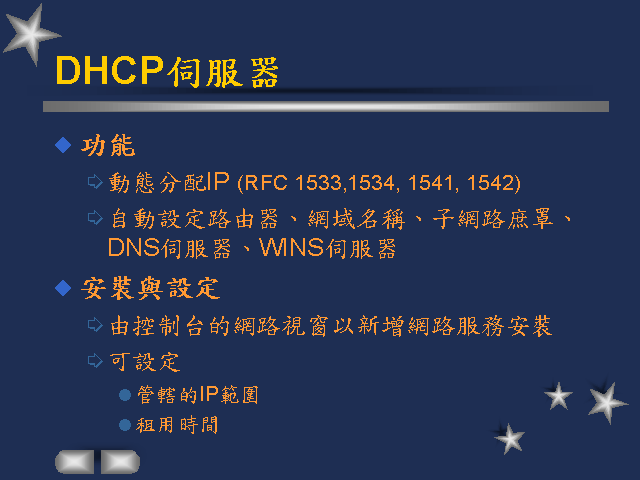 DHCP伺服器
功能
動態分配IP (RFC 1533,1534, 1541, 1542)
自動設定路由器、網域名稱、子網路庶罩、
DNS伺服器、WINS伺服器
安裝與設定
由控制台的網路視窗以新增網路服務安裝
可設定
管轄的IP範圍
租用時間